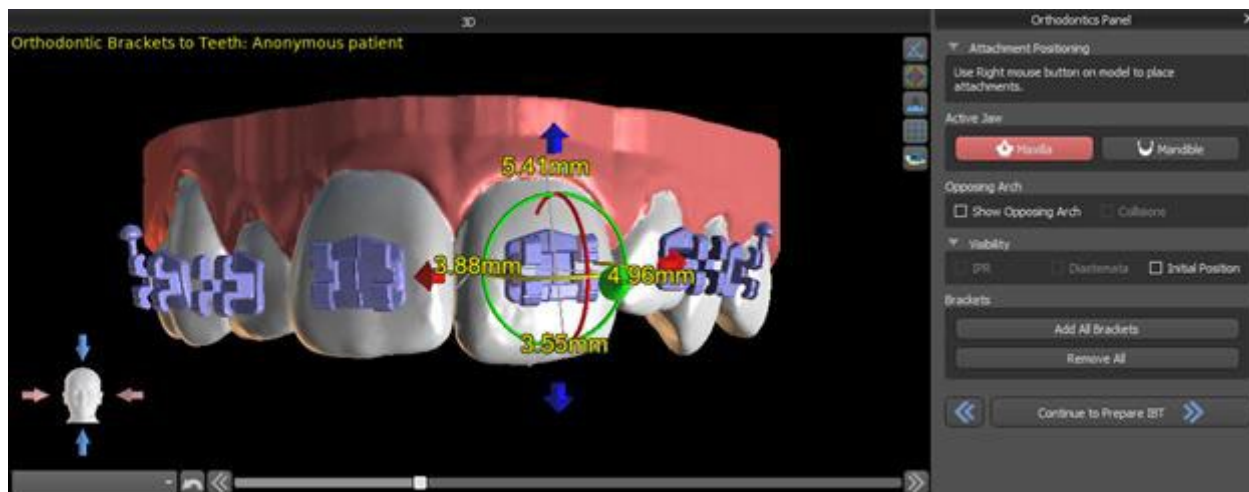 3D
Orthodontic Brackets to Teeth: Anonymous patient
5.41mm
3.88mm
4.96mm
3.55mm
Orthodontics Panel
Attachment Positioning
Use Right mouse button on model to place
attachments.
Active Jaw
Maxilla
Mandible
Opposing Arch
Show Opposing Arch
Collisions
Visibility
IPR
Diastemata
Initial Position
Brackets
Add All Brackets
Remove All
Continue to Prepare IBT